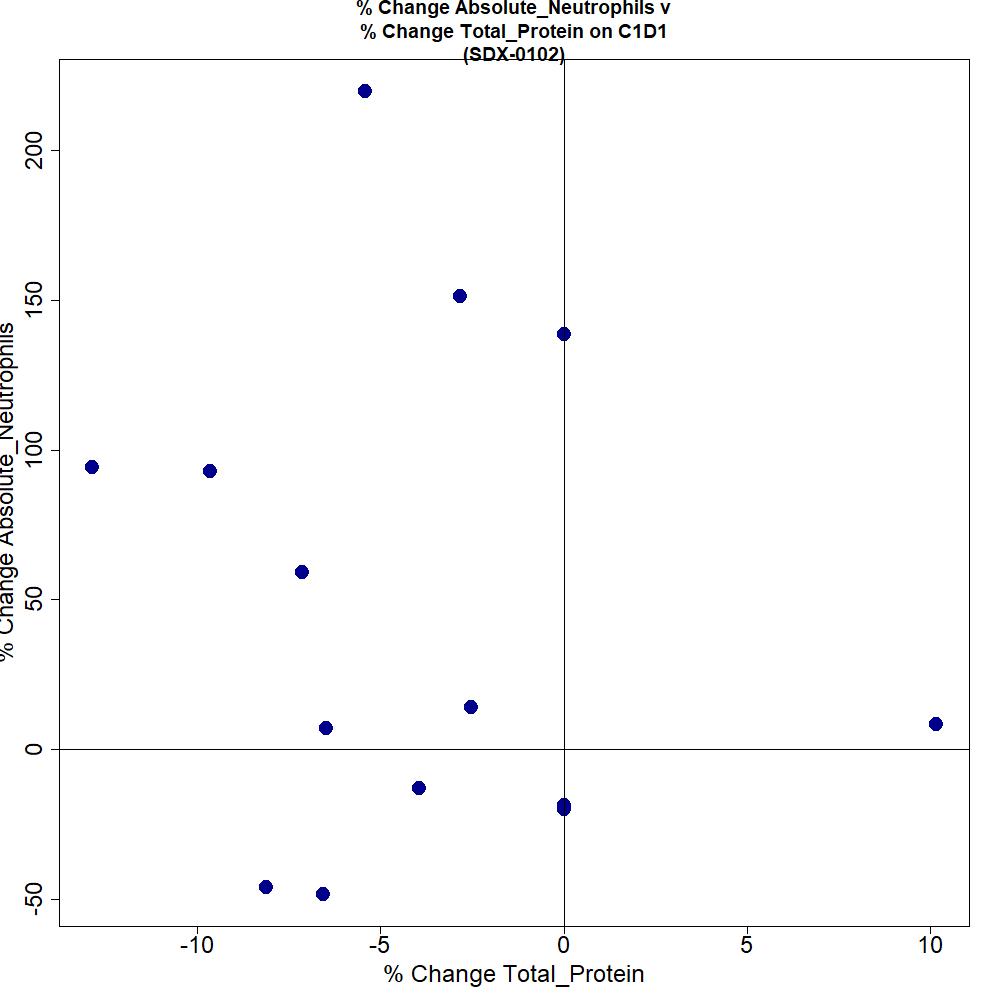 % Change Absolute_Neutrophils v
% Change Total_Protein on C1D1
(SDX-0102)
% Change Absolute_Neutrophils
200
150
100
50
0
-50
-10
-5
0
5
10
% Change Total_Protein